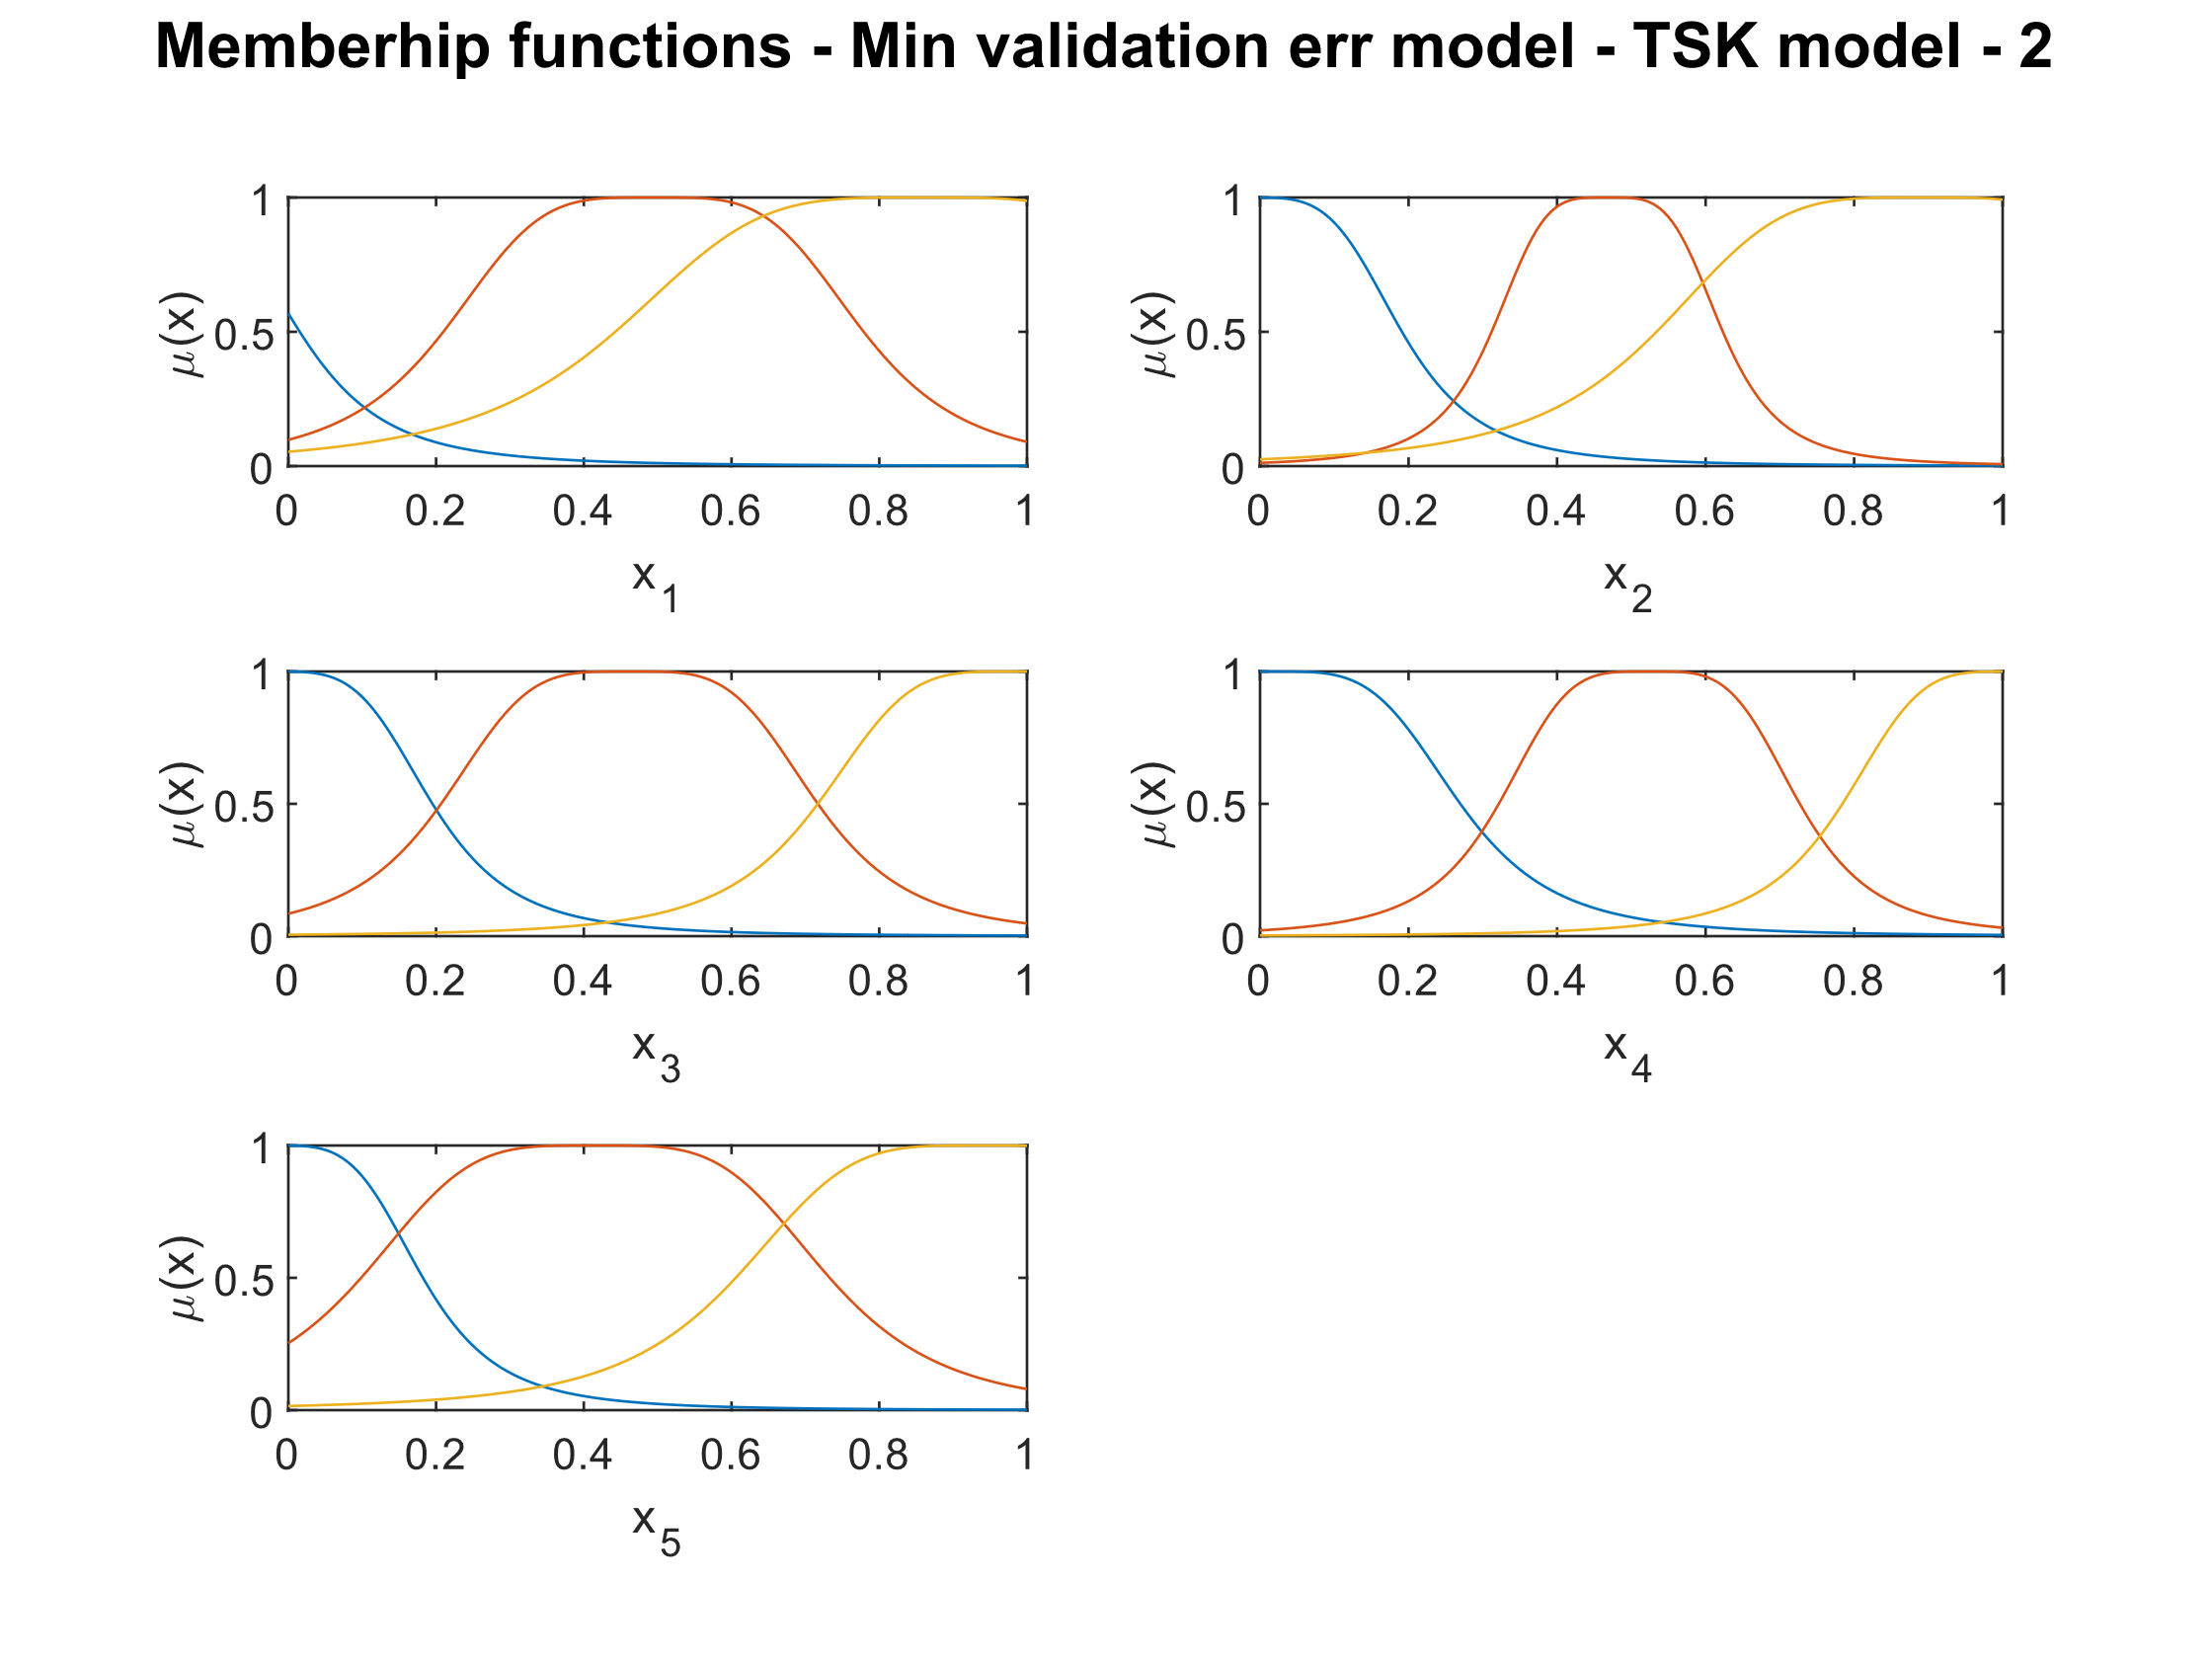 Memberhip functions - Min validation err model - TSK model - 2
1
0.5
0
μ(x)
0 0.2 0.4 0.6 0.8 1
x1
1
0.5
0
μ(x)
0 0.2 0.4 0.6 0.8 1
x2
1
0.5
0
μ(x)
0 0.2 0.4 0.6 0.8 1
x3
1
0.5
0
μ(x)
0 0.2 0.4 0.6 0.8 1
x4
1
0.5
0
μ(x)
0 0.2 0.4 0.6 0.8 1
x5